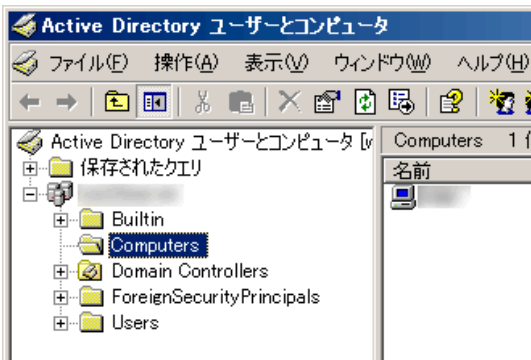 Active Directory ユーザーとコンピュータ
ファイル(F) 操作(A) 表示(V) ウィンドウ(W) ヘルプ(H)
Active Directory ユーザーとコンピュータ [v
Computers 1
名前
保存されたクエリ
Builtin
Computers
Domain Controllers
ForeignSecurityPrincipals
Users